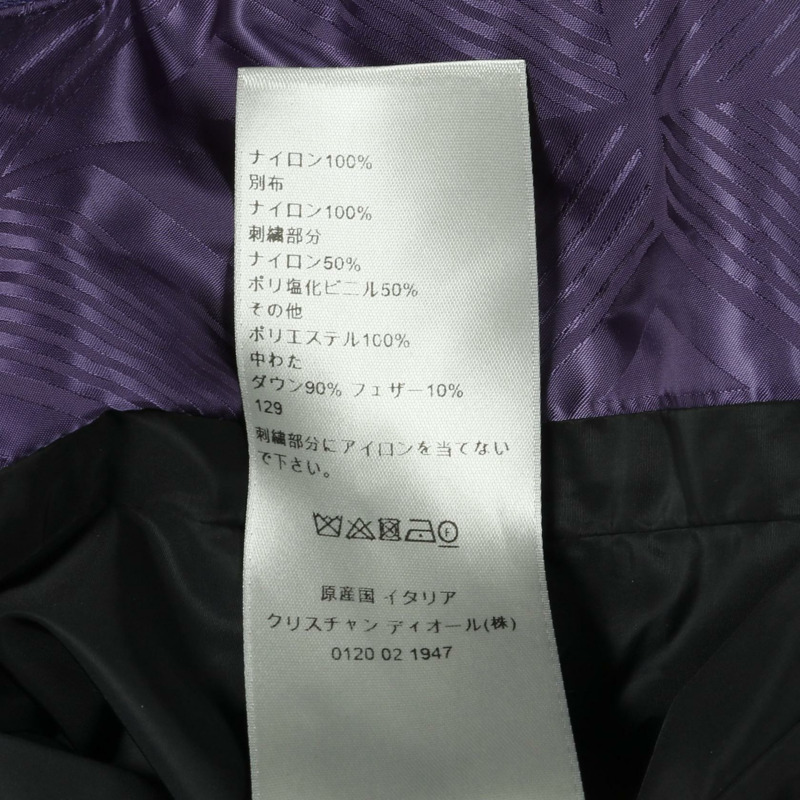 ナイロン100%
別布
ナイロン100%
刺繍部分
ナイロン50%
ポリ塩化ビニル50%
その他
ポリエステル100%
中わた
ダウン90% フェザー10%
129
刺繍部分にアイロンを当てない
で下さい。
F
原産国 イタリア
クリスチャン ディオール(株)
0120 02 1947